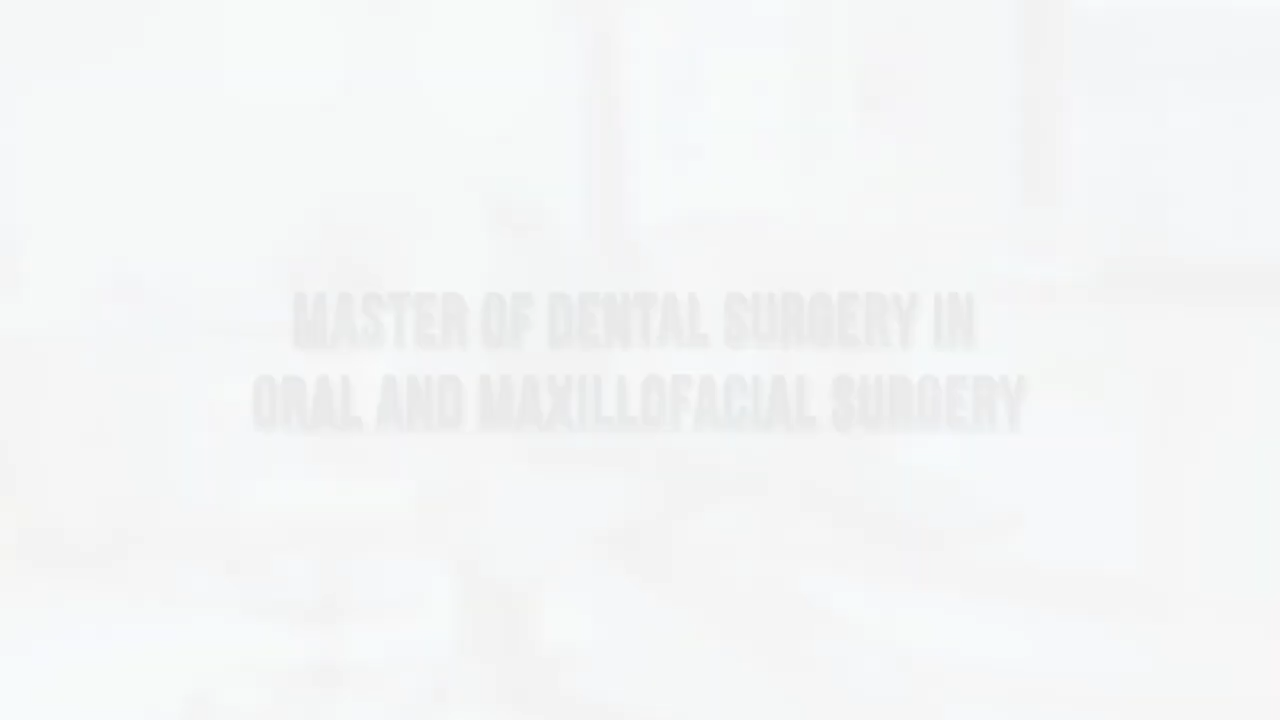 MASTER OF DENTAL SURGERY IN
ORAL AND MAXILLOFACIAL SURGERY